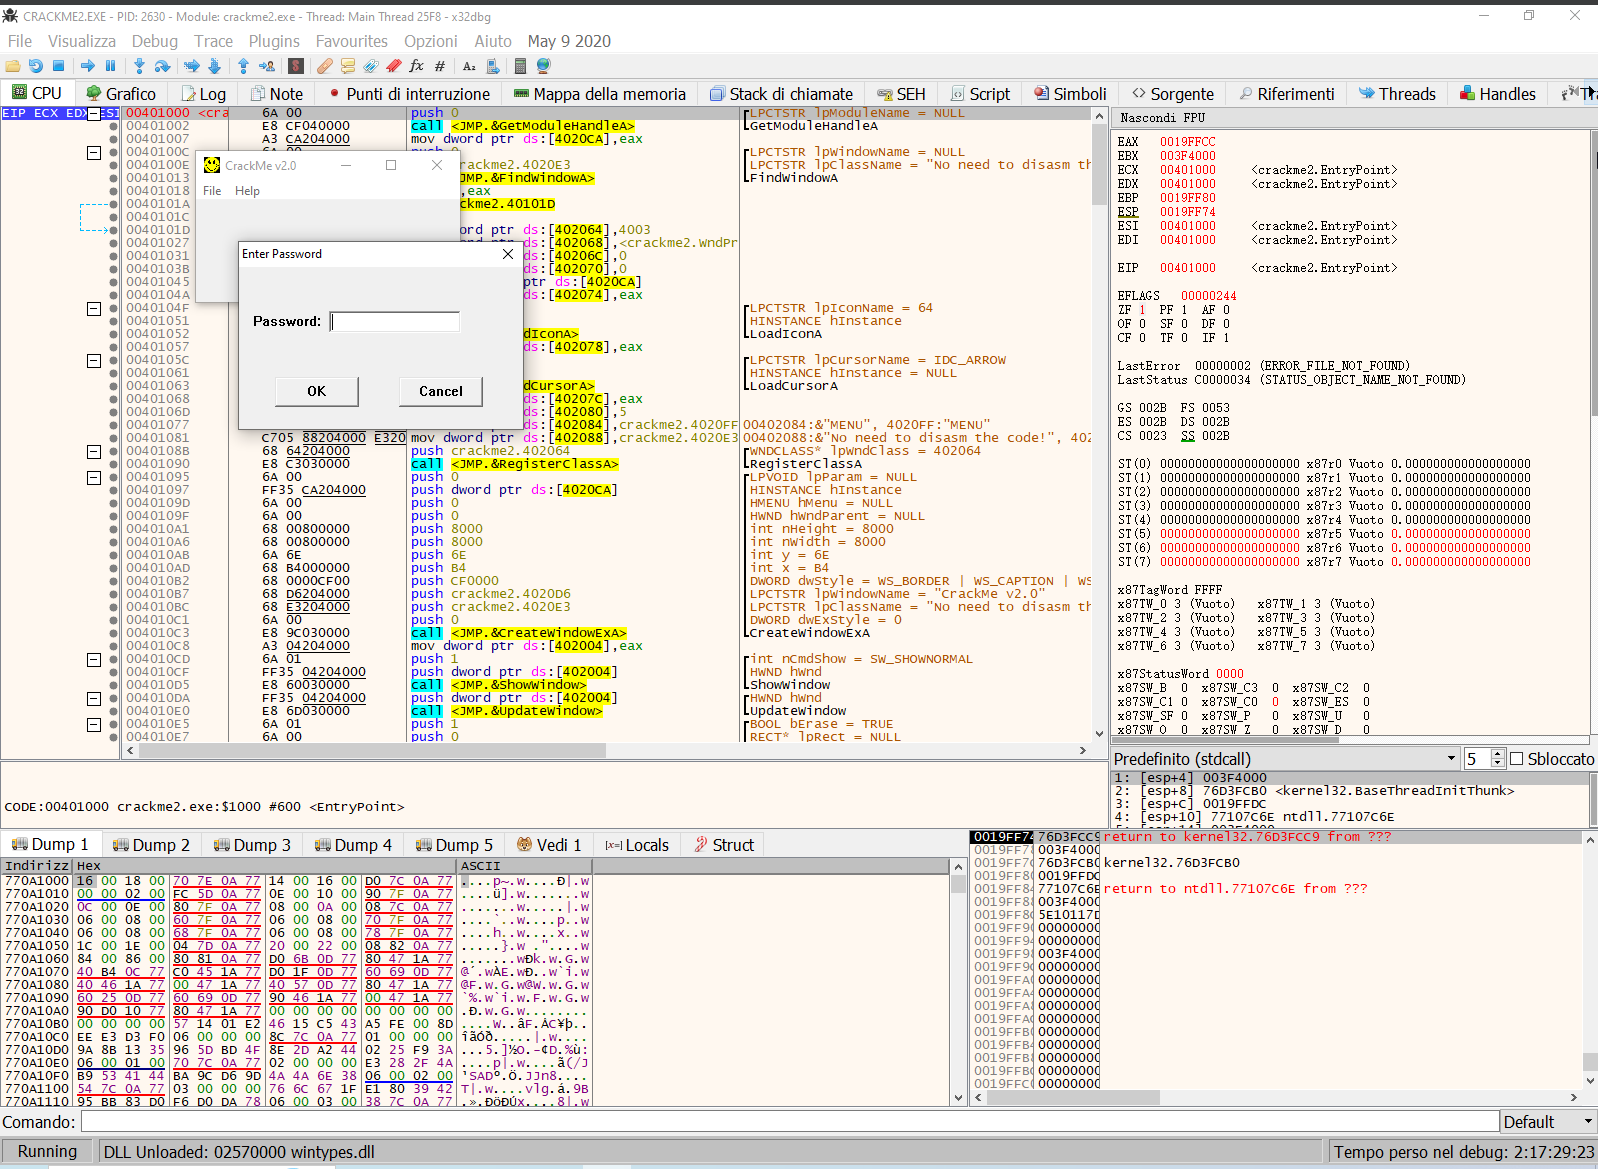 CRACKME2.EXE - PID: 2630 - Module: crackme2.exe - Thread: Main Thread 25F8 - x32dbg
File Visualizza Debug Trace Plugins Favourites Opzioni Aiuto May 9 2020
CPU Grafico Log Note Punti di interruzione Mappa della memoria Stack di chiamate SEH Script Simboli Sorgente Riferimenti Threads Handles
EIP ECX EDX ESI
00401000 <cra 6A 00 push 0 LPCTSTR lpModuleName = NULL
00401002 E8 CF040000 call <JMP.&GetModuleHandleA> GetModuleHandleA
00401007 A3 CA204000 mov dword ptr ds:[4020CA],eax
0040100C LPCTSTR lpWindowName = NULL
0040100E crackme2.4020E3 LPCTSTR lpClassName = "No need to disasm th
00401013 JMP.&FindWindowA> FindWindowA
00401018 ,eax
0040101A ckme2.40101D
0040101C
0040101D ord ptr ds:[402064],4003
00401027 rd ptr ds:[402068],<crackme2.WndPr
00401031 ds:[40206C],0
0040103B ds:[402070],0
00401045 ptr ds:[4020CA]
0040104A ds:[402074],eax
0040104F LPCTSTR lpIconName = 64
00401051 HINSTANCE hInstance
00401052 dIconA> LoadIconA
00401057 ds:[402078],eax
0040105C LPCTSTR lpCursorName = IDC_ARROW
00401061 HINSTANCE hInstance = NULL
00401063 dCursorA> LoadCursorA
00401068 ds:[40207C],eax
0040106D ds:[402080],5
00401077 ds:[402084],crackme2.4020FF 00402084:&"MENU", 4020FF:"MENU"
00401081 C705 88204000 E320 mov dword ptr ds:[402088],crackme2.4020E3 00402088:&"No need to disasm the code!", 402
0040108B 68 64204000 push crackme2.402064 WNDCLASS* lpWndClass = 402064
00401090 E8 C3030000 call <JMP.&RegisterClassA> RegisterClassA
00401095 6A 00 push 0 LPVOID lpParam = NULL
00401097 FF35 CA204000 push dword ptr ds:[4020CA] HINSTANCE hInstance
0040109D 6A 00 push 0 HMENU hMenu = NULL
0040109F 6A 00 push 0 HWND hWndParent = NULL
004010A1 68 00800000 push 8000 int nHeight = 8000
004010A6 68 00800000 push 8000 int nWidth = 8000
004010AB 6A 6E push 6E int y = 6E
004010AD 68 B4000000 push B4 int x = B4
004010B2 68 0000CF00 push CF0000 DWORD dwStyle = WS_BORDER | WS_CAPTION | WS
004010B7 68 D6204000 push crackme2.4020D6 LPCTSTR lpWindowName = "CrackMe v2.0"
004010BC 68 E3204000 push crackme2.4020E3 LPCTSTR lpClassName = "No need to disasm th
004010C1 6A 00 push 0 DWORD dwExStyle = 0
004010C3 E8 9C030000 call <JMP.&CreateWindowExA> CreateWindowExA
004010C8 A3 04204000 mov dword ptr ds:[402004],eax
004010CD 6A 01 push 1 int nCmdShow = SW_SHOWNORMAL
004010CF FF35 04204000 push dword ptr ds:[402004] HWND hWnd
004010D5 E8 60030000 call <JMP.&ShowWindow> ShowWindow
004010DA FF35 04204000 push dword ptr ds:[402004] HWND hWnd
004010E0 E8 6D030000 call <JMP.&UpdateWindow> UpdateWindow
004010E5 6A 01 push 1 BOOL bErase = TRUE
004010E7 6A 00 push 0 RECT* lpRect = NULL
CrackMe v2.0
File Help
Enter Password
Password:
OK Cancel
CODE:00401000 crackme2.exe:$1000 #600 <EntryPoint>
Nascondi FPU
EAX 0019FFCC
EBX 003F4000
ECX 00401000 <crackme2.EntryPoint>
EDX 00401000 <crackme2.EntryPoint>
EBP 0019FF80
ESP 0019FF74
ESI 00401000 <crackme2.EntryPoint>
EDI 00401000 <crackme2.EntryPoint>
EIP 00401000 <crackme2.EntryPoint>
EFLAGS 00000244
ZF 1 PF 1 AF 0
OF 0 SF 0 DF 0
CF 0 TF 0 IF 1
LastError 00000002 (ERROR_FILE_NOT_FOUND)
LastStatus C0000034 (STATUS_OBJECT_NAME_NOT_FOUND)
GS 002B FS 0053
ES 002B DS 002B
CS 0023 SS 002B
ST(0) 00000000000000000000 x87r0 Vuoto 0.000000000000000000
ST(1) 00000000000000000000 x87r1 Vuoto 0.000000000000000000
ST(2) 00000000000000000000 x87r2 Vuoto 0.000000000000000000
ST(3) 00000000000000000000 x87r3 Vuoto 0.000000000000000000
ST(4) 00000000000000000000 x87r4 Vuoto 0.000000000000000000
ST(5) 00000000000000000000 x87r5 Vuoto 0.000000000000000000
ST(6) 00000000000000000000 x87r6 Vuoto 0.000000000000000000
ST(7) 00000000000000000000 x87r7 Vuoto 0.000000000000000000
x87TagWord FFFF
x87TW_0 3 (Vuoto) x87TW_1 3 (Vuoto)
x87TW_2 3 (Vuoto) x87TW_3 3 (Vuoto)
x87TW_4 3 (Vuoto) x87TW_5 3 (Vuoto)
x87TW_6 3 (Vuoto) x87TW_7 3 (Vuoto)
x87StatusWord 0000
x87SW_B 0 x87SW_C3 0 x87SW_C2 0
x87SW_C1 0 x87SW_C0 0 x87SW_ES 0
x87SW_SF 0 x87SW_P 0 x87SW_U 0
x87SW_O 0 x87SW_Z 0 x87SW_D 0
Predefinito (stdcall) 5 Sbloccato
1: [esp+4] 003F4000
2: [esp+8] 76D3FCB0 <kernel32.BaseThreadInitThunk>
3: [esp+C] 0019FFDC
4: [esp+10] 77107C6E ntdll.77107C6E
Dump 1 Dump 2 Dump 3 Dump 4 Dump 5 Vedi 1 Locals Struct
Indirizz Hex ASCII
770A1000 16 00 18 00 70 7E 0A 77 14 00 16 00 D0 7C 0A 77 ....p~.w....Ð|.w
770A1010 00 00 02 00 FC 5D 0A 77 0E 00 10 00 90 7F 0A 77 ....ü].w.......w
770A1020 0C 00 0E 00 80 7F 0A 77 08 00 0A 00 08 7C 0A 77 .......w.....|.w
770A1030 06 00 08 00 60 7F 0A 77 06 00 08 00 70 7F 0A 77 ....`..w....p..w
770A1040 06 00 08 00 68 7F 0A 77 06 00 08 00 78 7F 0A 77 ....h..w....x..w
770A1050 1C 00 1E 00 04 7D 0A 77 20 00 22 00 08 82 0A 77 .....}.w ."....w
770A1060 84 00 86 00 80 81 0A 77 D0 6B 0D 77 80 47 1A 77 .......wÐk.w.G.w
770A1070 40 B4 0C 77 C0 45 1A 77 D0 1F 0D 77 60 69 0D 77 @´.wÀE.wÐ..w`i.w
770A1080 40 46 1A 77 00 47 1A 77 40 57 0D 77 80 47 1A 77 @F.w.G.w@W.w.G.w
770A1090 60 25 0D 77 60 69 0D 77 90 46 1A 77 00 47 1A 77 `%.w`i.w.F.w.G.w
770A10A0 90 D0 10 77 80 47 1A 77 00 00 00 00 00 00 00 00 .Ð.w.G.w........
770A10B0 00 00 00 00 57 14 01 E2 46 15 C5 43 A5 FE 00 8D ....W..âF.ÅC¥þ..
770A10C0 EE E3 D3 F0 06 00 00 00 8C 7C 0A 77 01 00 00 00 îãÓð.....|.w....
770A10D0 9A 8B 13 35 96 5D BD 4F 8E 2D A2 44 02 25 F9 3A ...5.]½O.-¢D.%ù:
770A10E0 06 00 01 00 70 7C 0A 77 02 00 00 00 E3 28 2F 4A ....p|.w....ã(/J
770A10F0 B9 53 41 44 BA 9C D6 9D 4A 4A 6E 38 06 00 02 00 ¹SADº.Ö.JJn8....
770A1100 54 7C 0A 77 03 00 00 00 76 6C 67 1F E1 80 39 42 T|.w....vlg.á.9B
770A1110 95 BB 83 D0 F6 D0 DA 78 06 00 03 00 38 7C 0A 77 .».ÐöÐÚx....8|.w
0019FF74 76D3FCC9 return to kernel32.76D3FCC9 from ???
0019FF78 003F4000
0019FF7C 76D3FCB0 kernel32.76D3FCB0
0019FF80 0019FFDC
0019FF84 77107C6E return to ntdll.77107C6E from ???
0019FF88 003F4000
0019FF8C 5E10117D
0019FF90 00000000
0019FF94 00000000
0019FF98 003F4000
0019FF9C 00000000
0019FFA0 00000000
0019FFA4 00000000
0019FFA8 00000000
0019FFAC 00000000
0019FFB0 00000000
0019FFB4 00000000
0019FFB8 00000000
0019FFBC 00000000
0019FFC0 00000000
Comando: Default
Running DLL Unloaded: 02570000 wintypes.dll Tempo perso nel debug: 2:17:29:23